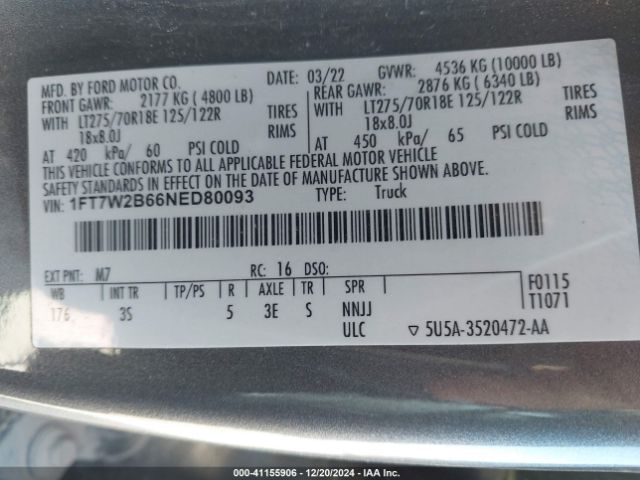 MFD. BY FORD MOTOR CO. DATE: 03/22 GVWR: 4536 KG (10000 LB)
FRONT GAWR: 2177 KG (4800 LB) REAR GAWR: 2876 KG (6340 LB)
WITH LT275/70R18E 125/122R TIRES WITH LT275/70R18E 125/122R TIRES
18x8.0J RIMS 18x8.0J RIMS
AT 420 kPa/ 60 PSI COLD AT 450 kPa/ 65 PSI COLD
THIS VEHICLE CONFORMS TO ALL APPLICABLE FEDERAL MOTOR VEHICLE
SAFETY STANDARDS IN EFFECT ON THE DATE OF MANUFACTURE SHOWN ABOVE.
VIN: 1FT7W2B66NED80093 TYPE: Truck
EXT PNT: M7 RC: 16 DSO:
WB INT TR TP/PS R AXLE TR SPR F0115
176 3S 5 3E S NNJJ T1071
ULC ▽ 5U5A-3520472-AA
000-41155906 - 12/20/2024 - IAA Inc.